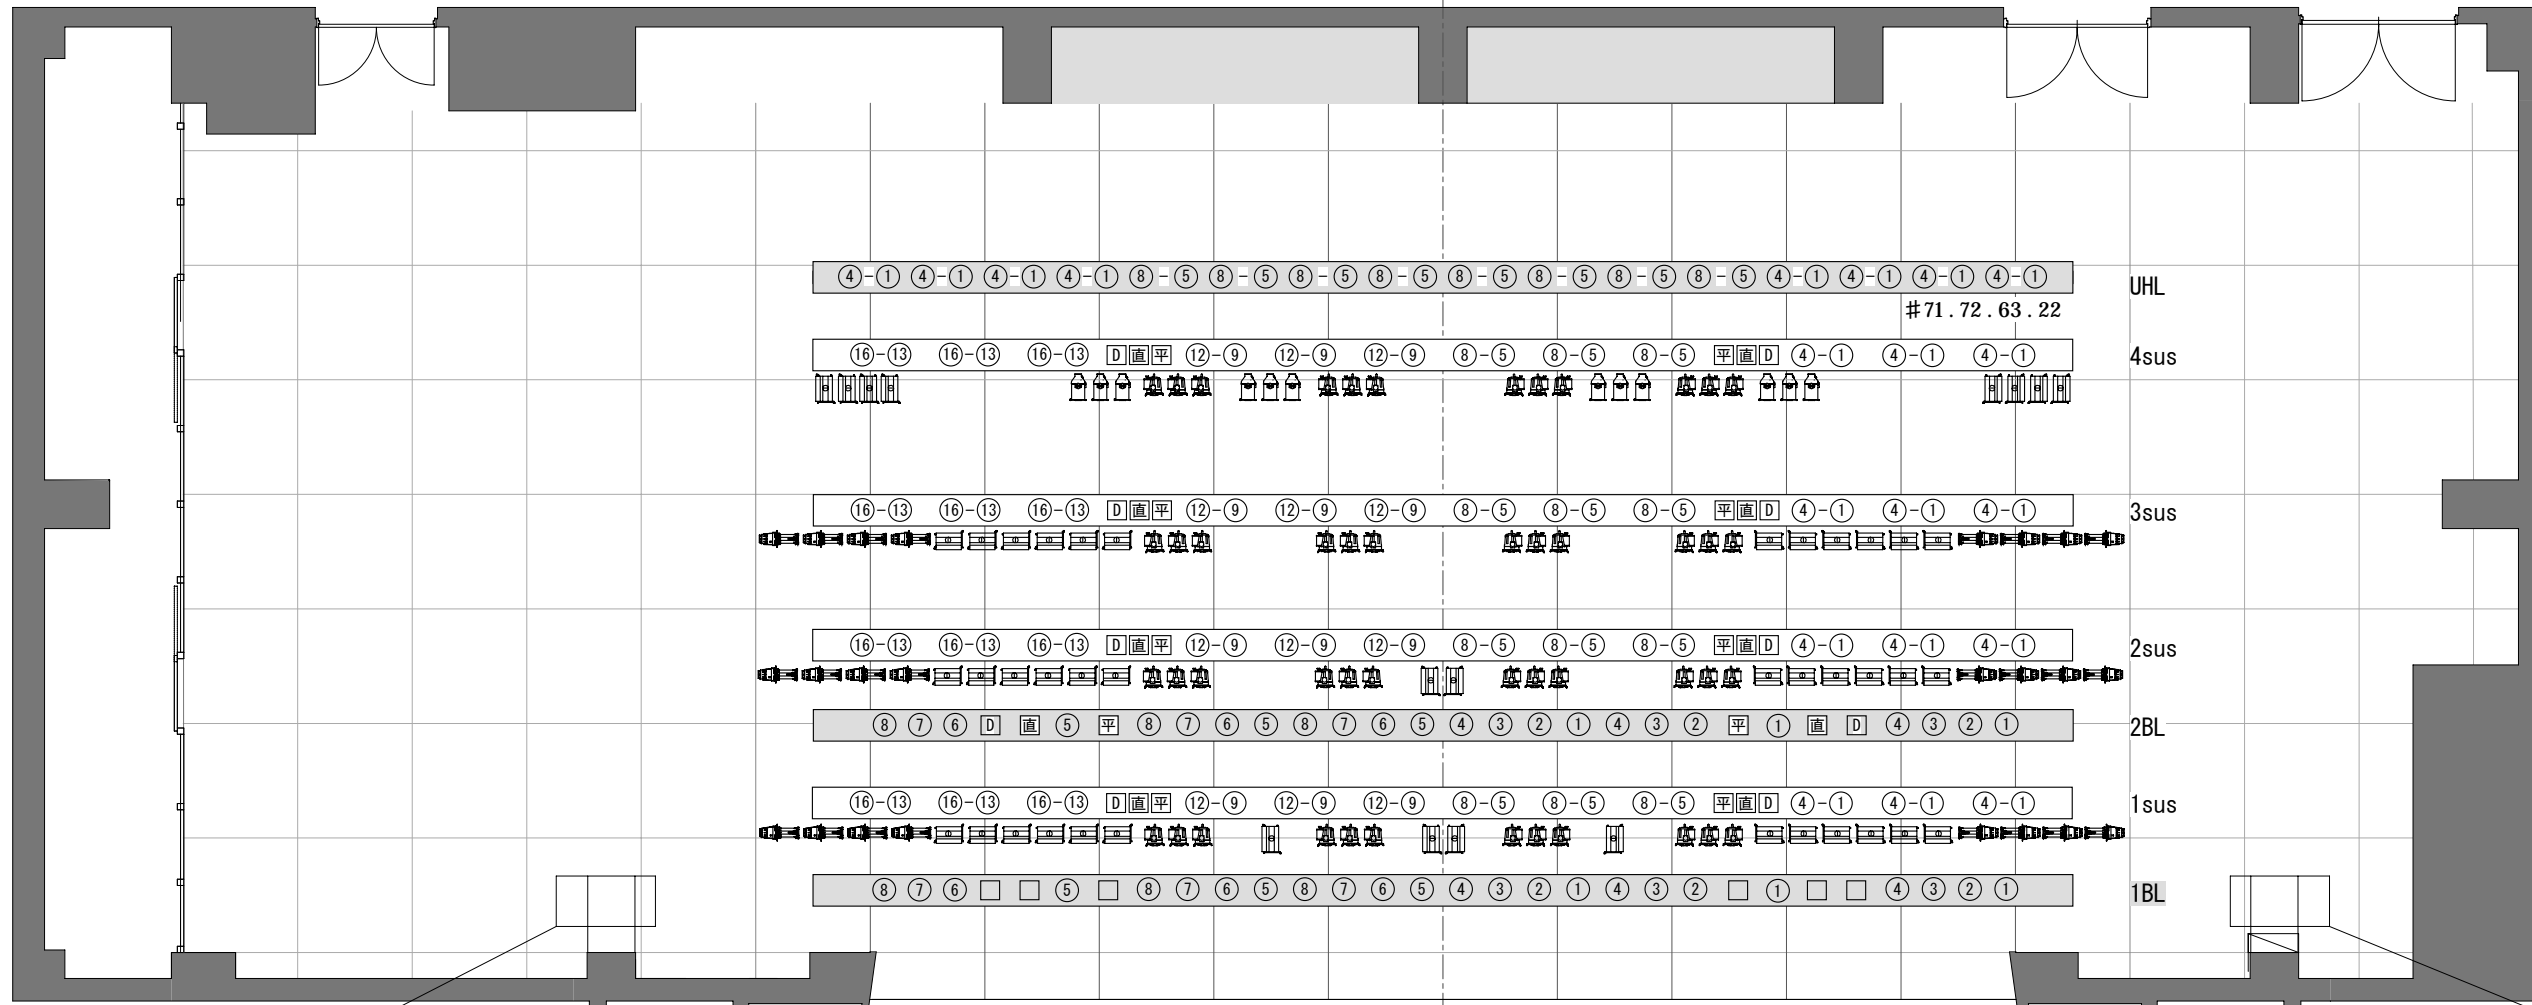 ④-① ④-① ④-① ④-① ⑧-⑤ ⑧-⑤ ⑧-⑤ ⑧-⑤ ⑧-⑤ ⑧-⑤ ⑧-⑤ ⑧-⑤ ④-① ④-① ④-① ④-① UHL
#71.72.63.22
⑯-⑬ ⑯-⑬ ⑯-⑬ D 直 平 ⑫-⑨ ⑫-⑨ ⑫-⑨ ⑧-⑤ ⑧-⑤ ⑧-⑤ 平 直 D ④-① ④-① ④-① 4sus
⑯-⑬ ⑯-⑬ ⑯-⑬ D 直 平 ⑫-⑨ ⑫-⑨ ⑫-⑨ ⑧-⑤ ⑧-⑤ ⑧-⑤ 平 直 D ④-① ④-① ④-① 3sus
⑯-⑬ ⑯-⑬ ⑯-⑬ D 直 平 ⑫-⑨ ⑫-⑨ ⑫-⑨ ⑧-⑤ ⑧-⑤ ⑧-⑤ 平 直 D ④-① ④-① ④-① 2sus
⑧ ⑦ ⑥ D 直 ⑤ 平 ⑧ ⑦ ⑥ ⑤ ⑧ ⑦ ⑥ ⑤ ④ ③ ② ① ④ ③ ② 平 ① 直 D ④ ③ ② ① 2BL
⑯-⑬ ⑯-⑬ ⑯-⑬ D 直 平 ⑫-⑨ ⑫-⑨ ⑫-⑨ ⑧-⑤ ⑧-⑤ ⑧-⑤ 平 直 D ④-① ④-① ④-① 1sus
⑧ ⑦ ⑥ □ □ ⑤ □ ⑧ ⑦ ⑥ ⑤ ⑧ ⑦ ⑥ ⑤ ④ ③ ② ① ④ ③ ② □ ① □ □ ④ ③ ② ① 1BL